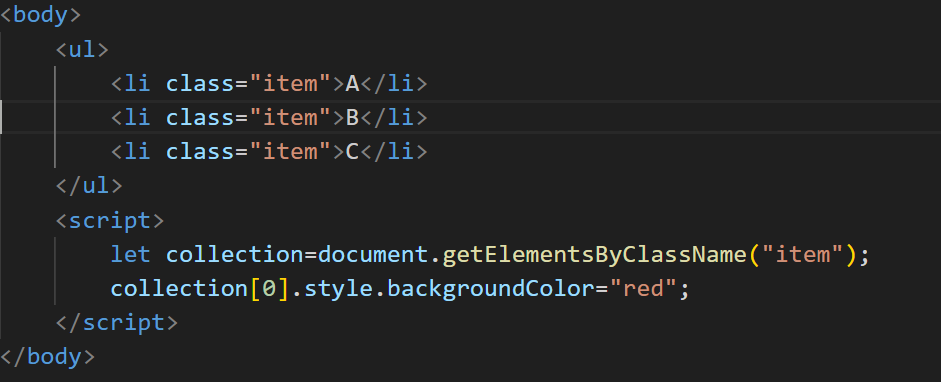 <body>
    <ul>
        <li class="item">A</li>
        <li class="item">B</li>
        <li class="item">C</li>
    </ul>
    <script>
        let collection=document.getElementsByClassName("item");
        collection[0].style.backgroundColor="red";
    </script>
</body>